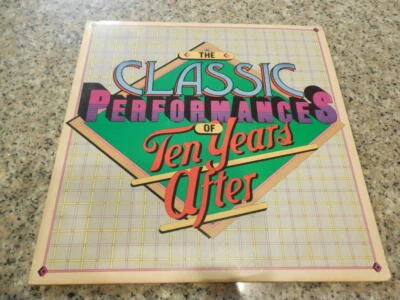 THE
CLASSIC
PERFORMANCES
OF
Ten Years
After